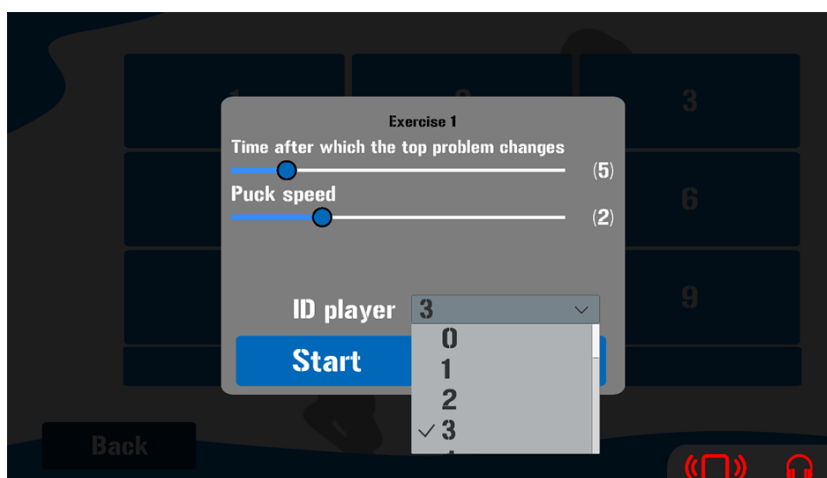 3
Exercise 1
Time after which the top problem changes
(5)
Puck speed
(2)
6
9
ID player 3
0
Start
1
2
3
Back